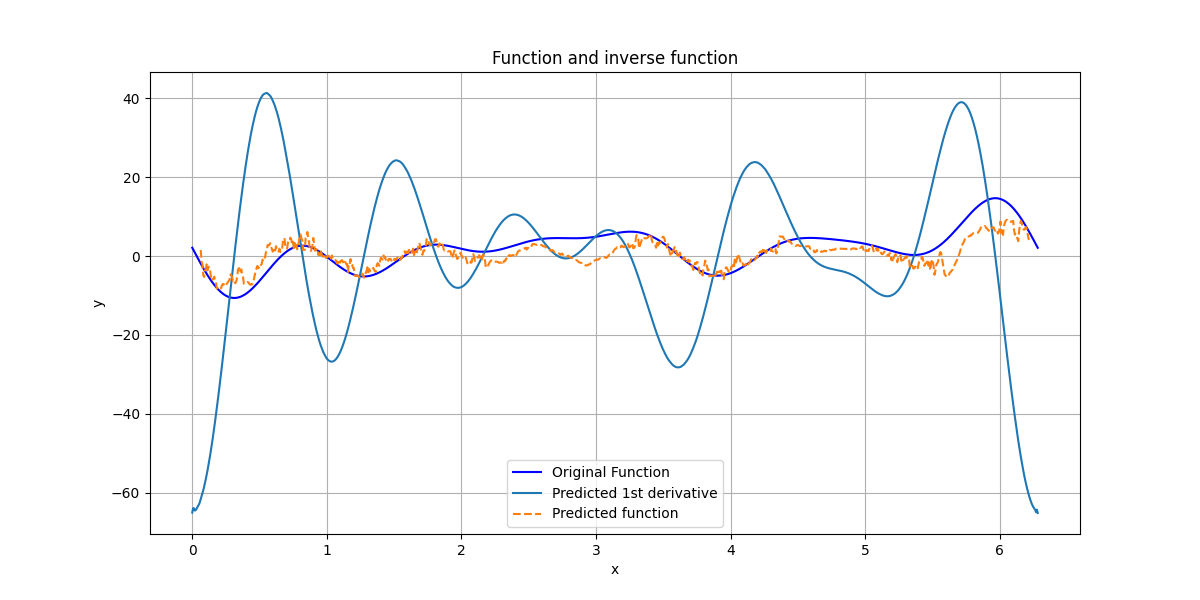 Function and inverse function
y
40
20
0
−20
−40
−60
Original Function
Predicted 1st derivative
Predicted function
0 1 2 3 4 5 6
x